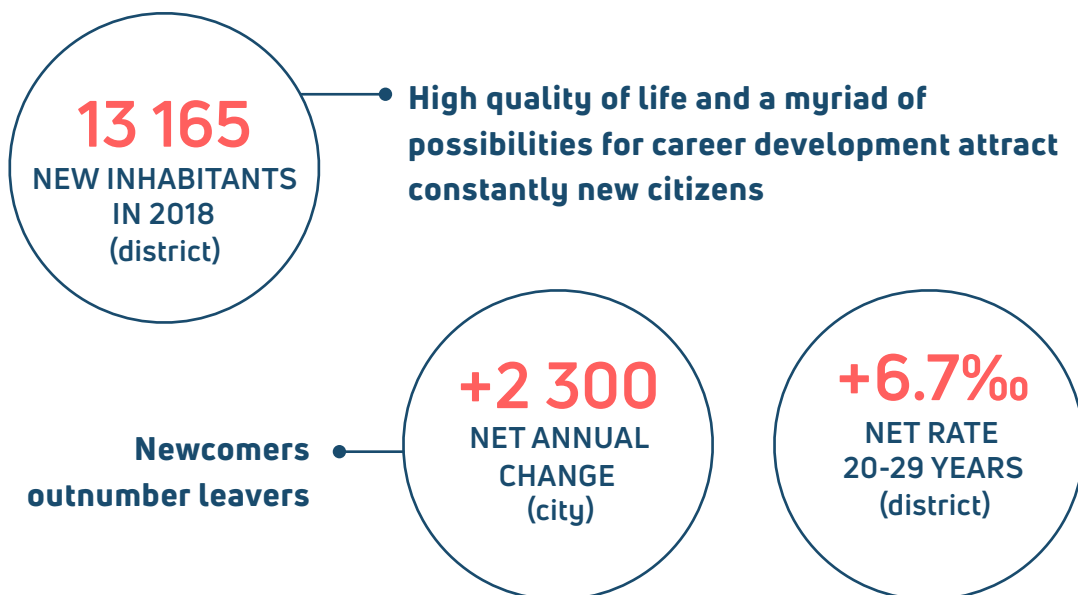 13 165
NEW INHABITANTS
IN 2018
(district)
High quality of life and a myriad of
possibilities for career development attract
constantly new citizens
Newcomers
outnumber leavers
+2 300
NET ANNUAL
CHANGE
(city)
+6.7‰
NET RATE
20-29 YEARS
(district)